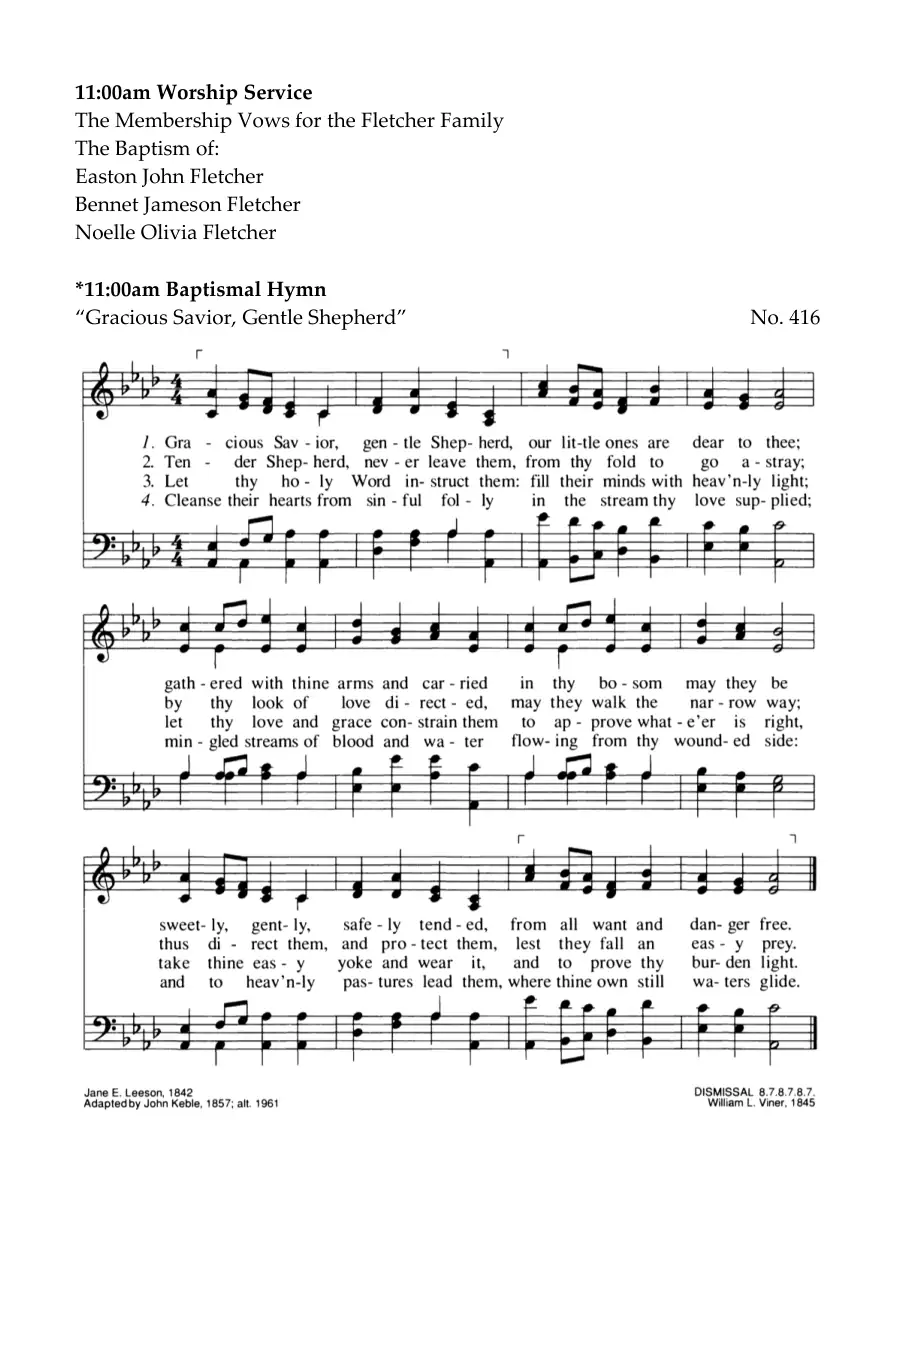 11:00am Worship Service
The Membership Vows for the Fletcher Family
The Baptism of:
Easton John Fletcher
Bennet Jameson Fletcher
Noelle Olivia Fletcher
*11:00am Baptismal Hymn
“Gracious Savior, Gentle Shepherd” No. 416
1. Gra - cious Sav - ior, gen - tle Shep- herd, our lit-tle ones are dear to thee;
2. Ten - der Shep- herd, nev - er leave them, from thy fold to go a - stray;
3. Let thy ho - ly Word in- struct them: fill their minds with heav'n-ly light;
4. Cleanse their hearts from sin - ful fol - ly in the stream thy love sup- plied;
gath - ered with thine arms and car - ried in thy bo - som may they be
by thy look of love di - rect - ed, may they walk the nar - row way;
let thy love and grace con- strain them to ap - prove what - e'er is right,
min - gled streams of blood and wa - ter flow- ing from thy wound- ed side:
sweet- ly, gent- ly, safe - ly tend - ed, from all want and dan- ger free.
thus di - rect them, and pro - tect them, lest they fall an eas - y prey.
take thine eas - y yoke and wear it, and to prove thy bur- den light.
and to heav'n-ly pas- tures lead them, where thine own still wa- ters glide.
Jane E. Leeson, 1842 DISMISSAL 8.7.8.7.8.7.
Adapted by John Keble, 1857; alt. 1961 William L. Viner, 1845